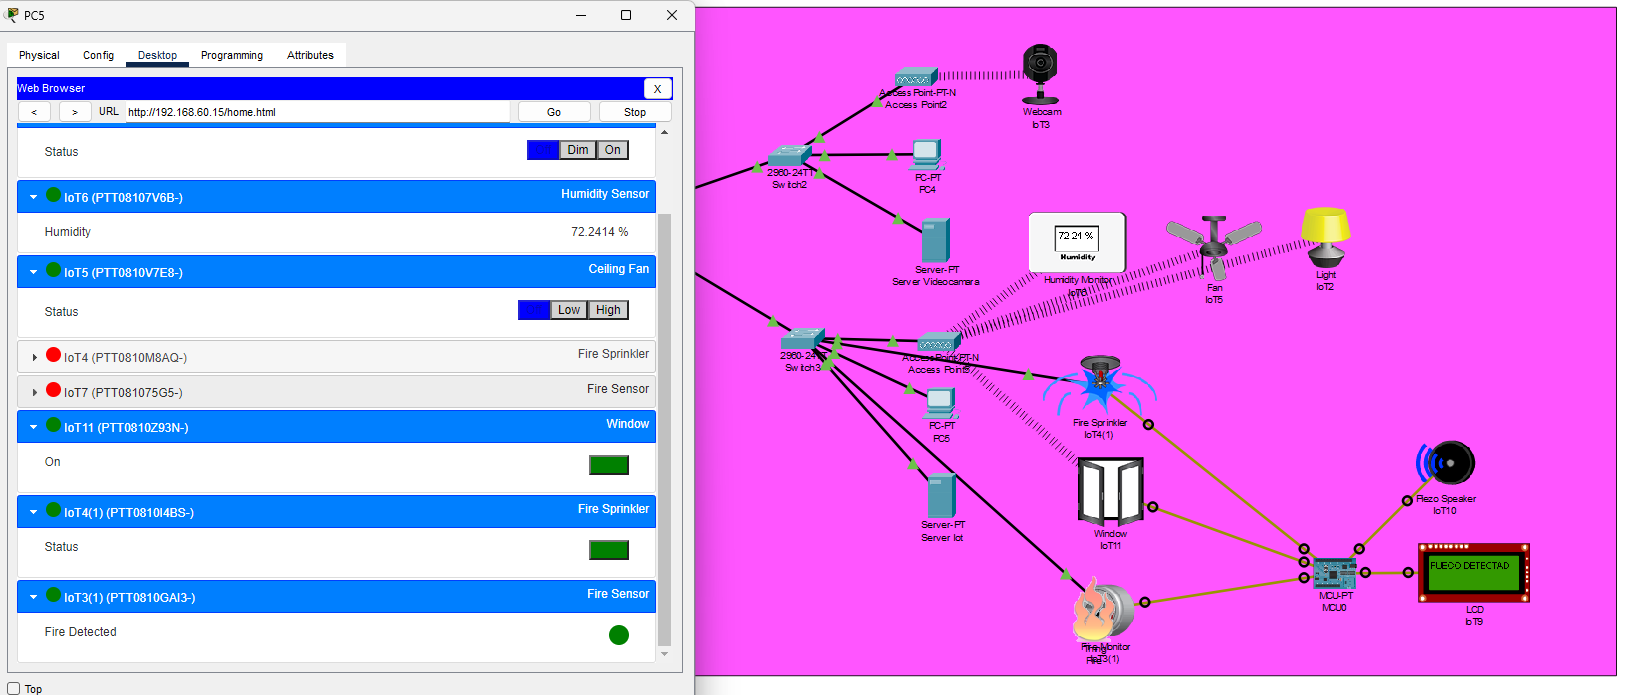 PC5
Physical Config Desktop Programming Attributes
Web Browser
X
< > URL http://192.168.60.15/home.html Go Stop
Status Dim On
IoT6 (PTT08107V6B-) Humidity Sensor
Humidity 72.2414 %
IoT5 (PTT0810V7E8-) Ceiling Fan
Status Low High
IoT4 (PTT0810M8AQ-) Fire Sprinkler
IoT7 (PTT081075G5-) Fire Sensor
IoT11 (PTT0810Z93N-) Window
On
IoT4(1) (PTT0810I4BS-) Fire Sprinkler
Status
IoT3(1) (PTT0810GAI3-) Fire Sensor
Fire Detected
Top
Access Point-PT-N
Access Point2
Webcam
IoT3
2960-24TT
Switch2
PC-PT
PC4
Server-PT
Server Videocamara
72.21 %
Humidity
Humidity Monitor
IoT6
Fan
IoT5
Light
IoT2
2960-24TT
Switch3
Access Point-PT-N
Access Point
PC-PT
PC5
Fire Sprinkler
IoT4(1)
Server-PT
Server Iot
Window
IoT11
Piezo Speaker
IoT10
FUEGO DETECTAD
LCD
IoT9
MCU-PT
MCU0
Fire Monitor
IoT3(1)
Thing
Fire